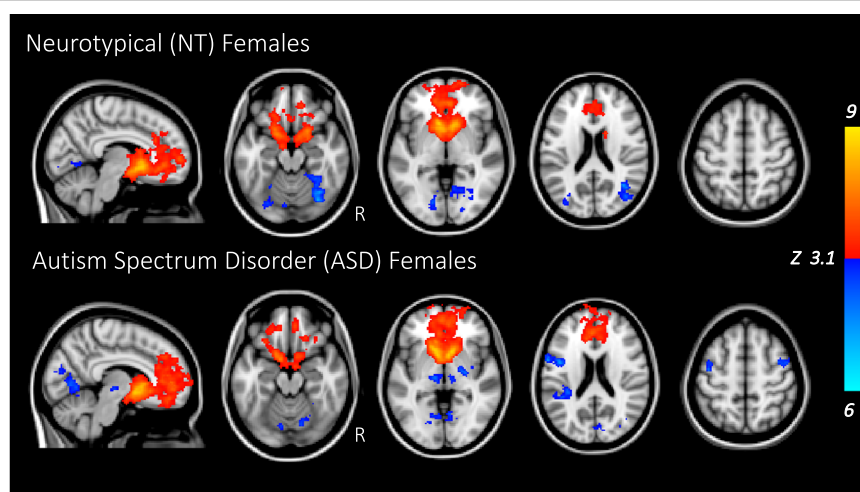 Neurotypical (NT) Females
9
R
Z 3.1
Autism Spectrum Disorder (ASD) Females
6
R